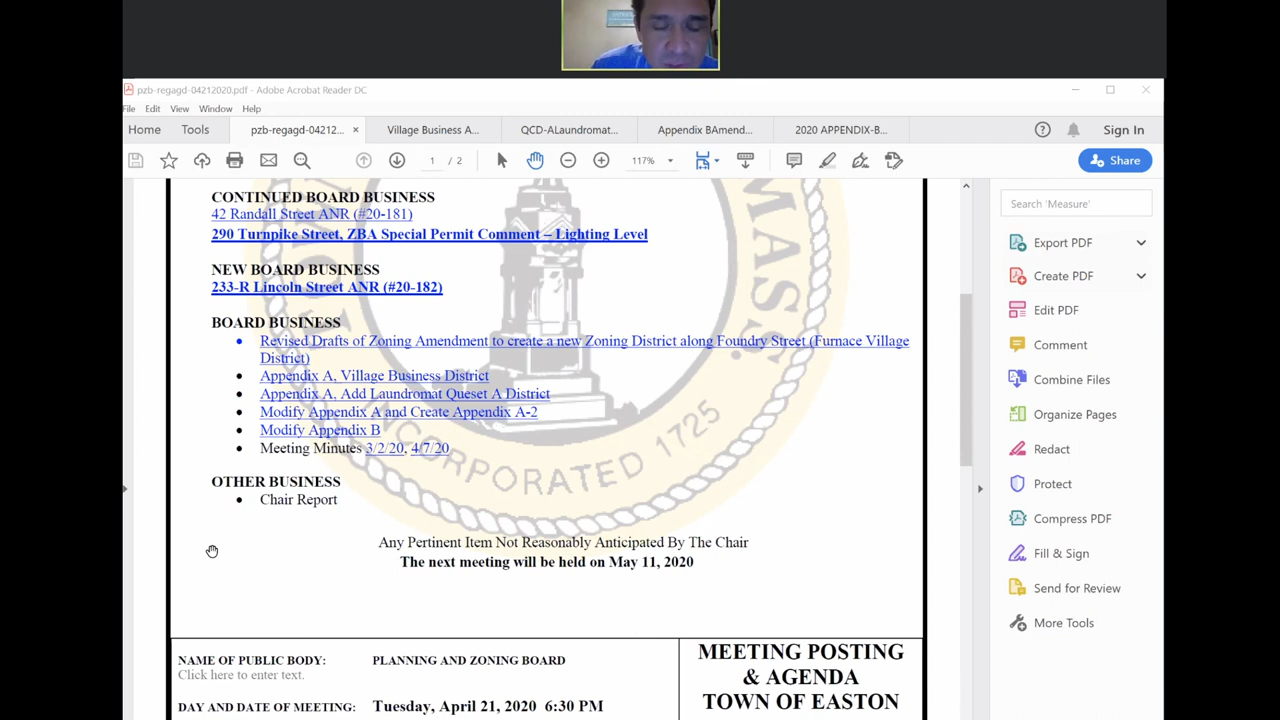 pzb-regagd-04212020.pdf - Adobe Acrobat Reader DC
File Edit View Window Help
Home Tools pzb-regagd-04212... × Village Business A... QCD-ALaundromat... Appendix BAmend... 2020 APPENDIX-B... Sign In
1 / 2 117% Share
CONTINUED BOARD BUSINESS
42 Randall Street ANR (#20-181)
290 Turnpike Street, ZBA Special Permit Comment – Lighting Level
NEW BOARD BUSINESS
233-R Lincoln Street ANR (#20-182)
BOARD BUSINESS
• Revised Drafts of Zoning Amendment to create a new Zoning District along Foundry Street (Furnace Village
District)
• Appendix A, Village Business District
• Appendix A, Add Laundromat Queset A District
• Modify Appendix A and Create Appendix A-2
• Modify Appendix B
• Meeting Minutes 3/2/20, 4/7/20
OTHER BUSINESS
• Chair Report
Any Pertinent Item Not Reasonably Anticipated By The Chair
The next meeting will be held on May 11, 2020
NAME OF PUBLIC BODY: PLANNING AND ZONING BOARD
Click here to enter text.
DAY AND DATE OF MEETING: Tuesday, April 21, 2020 6:30 PM
MEETING POSTING
& AGENDA
TOWN OF EASTON
MASS.
INCORPORATED 1725
Search 'Measure'
Export PDF
Create PDF
Edit PDF
Comment
Combine Files
Organize Pages
Redact
Protect
Compress PDF
Fill & Sign
Send for Review
More Tools